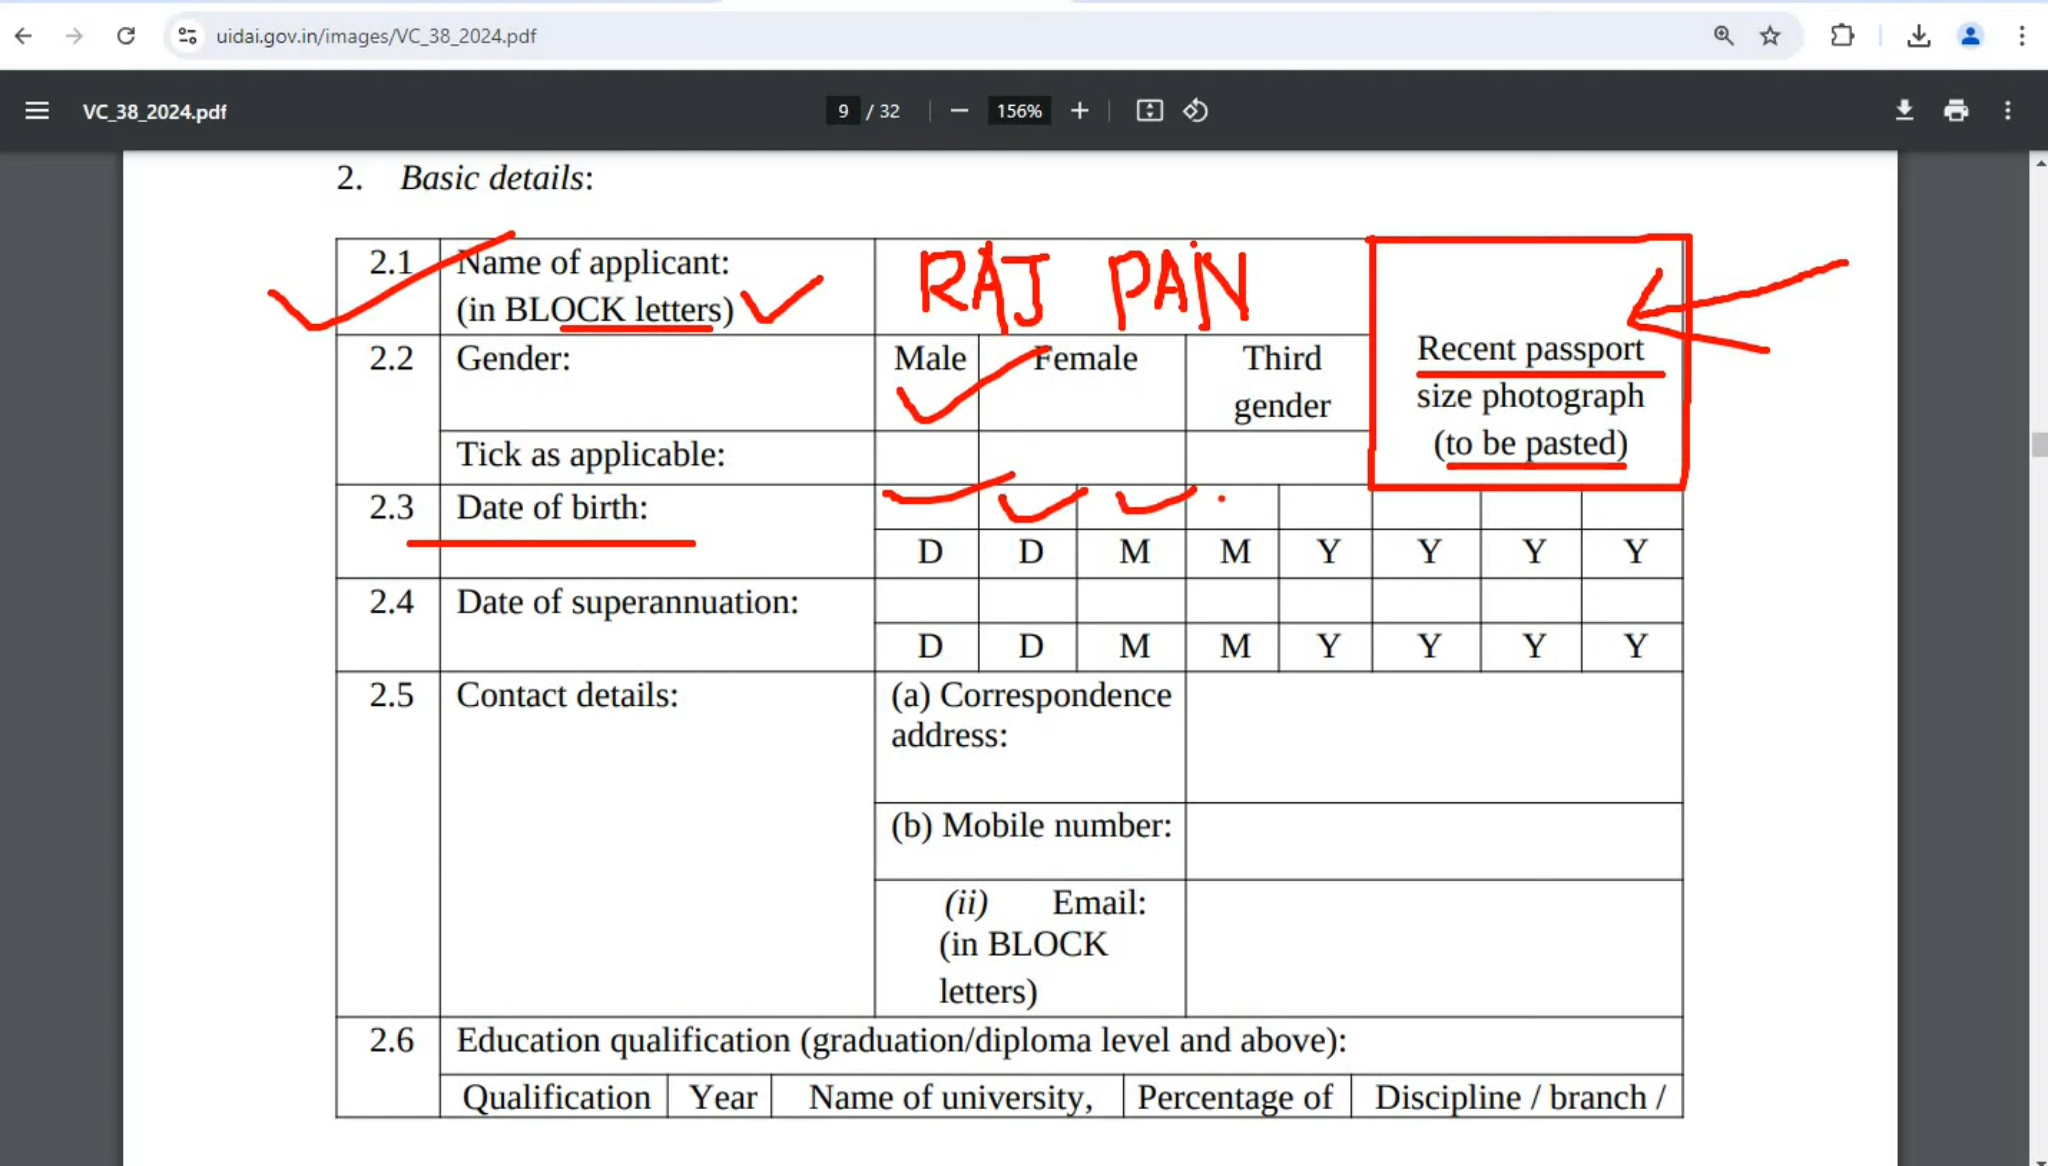 uidai.gov.in/images/VC_38_2024.pdf
VC_38_2024.pdf
9 / 32
156%
2. Basic details:
2.1 Name of applicant: RAJ PAN
(in BLOCK letters)
Recent passport
size photograph
(to be pasted)
2.2 Gender: Male Female Third
gender
Tick as applicable:
2.3 Date of birth:
D D M M Y Y Y Y
2.4 Date of superannuation:
D D M M Y Y Y Y
2.5 Contact details: (a) Correspondence
address:
(b) Mobile number:
(ii) Email:
(in BLOCK
letters)
2.6 Education qualification (graduation/diploma level and above):
Qualification Year Name of university, Percentage of Discipline / branch /